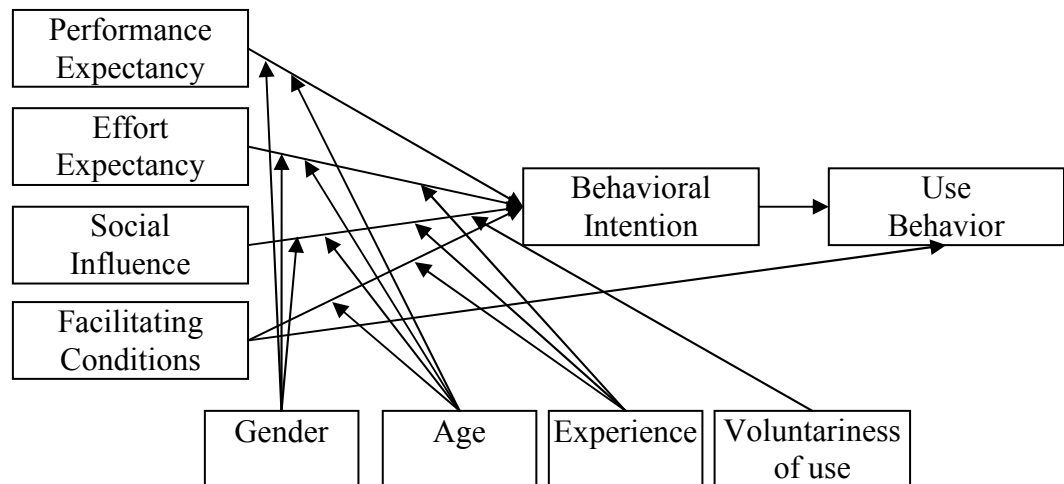 Performance
Expectancy
Effort
Expectancy
Social
Influence
Facilitating
Conditions
Behavioral
Intention
Use
Behavior
Gender
Age
Experience
Voluntariness
of use